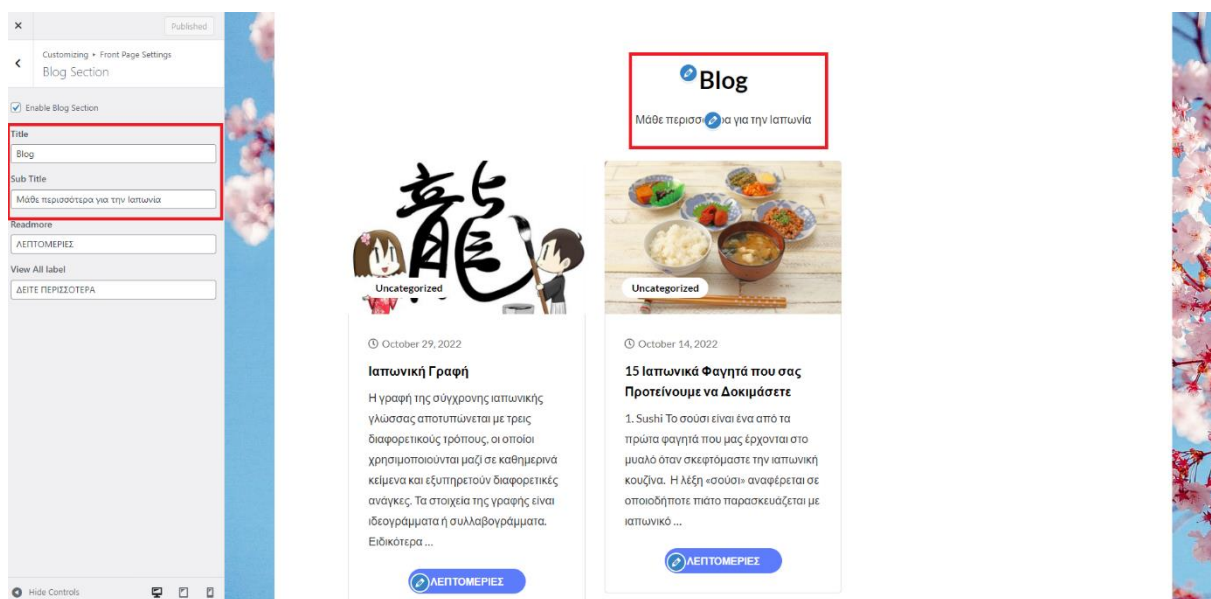 Published
Customizing • Front Page Settings
Blog Section
Enable Blog Section
Title
Blog
Sub Title
Μάθε περισσότερα για την Ιαπωνία
Readmore
ΛΕΠΤΟΜΕΡΙΕΣ
View All label
ΔΕΙΤΕ ΠΕΡΙΣΣΟΤΕΡΑ
Hide Controls
Blog
Μάθε για την Ιαπωνία
龍
Uncategorized
October 29, 2022
Ιαπωνική Γραφή
Η γραφή της σύγχρονης ιαπωνικής
γλώσσας αποτυπώνεται με τρεις
διαφορετικούς τρόπους, οι οποίοι
χρησιμοποιούνται μαζί σε καθημερινά
κείμενα και εξυπηρετούν διαφορετικές
ανάγκες. Τα στοιχεία της γραφής είναι
ιδεογράμματα ή συλλαβογράμματα.
Ειδικότερα ...
ΛΕΠΤΟΜΕΡΙΕΣ
Uncategorized
October 14, 2022
15 Ιαπωνικά Φαγητά που σας
Προτείνουμε να Δοκιμάσετε
1. Sushi Το σούσι είναι ένα από τα
πρώτα φαγητά που μας έρχονται στο
μυαλό όταν σκεφτόμαστε την ιαπωνική
κουζίνα. Η λέξη «σούσι» αναφέρεται σε
οποιοδήποτε πιάτο παρασκευάζεται με
ιαπωνικό ...
ΛΕΠΤΟΜΕΡΙΕΣ